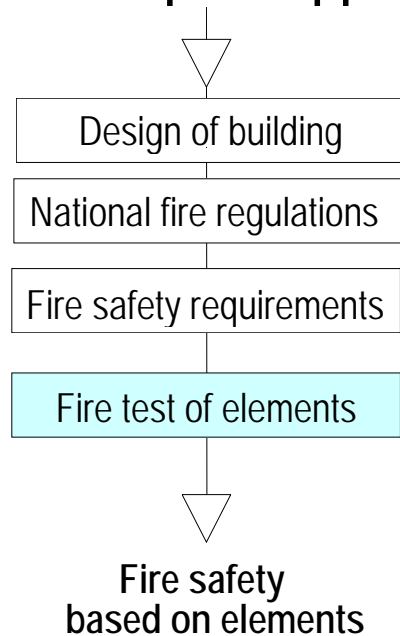 Design of building
National fire regulations
Fire safety requirements
Fire test of elements
Fire safety
based on elements